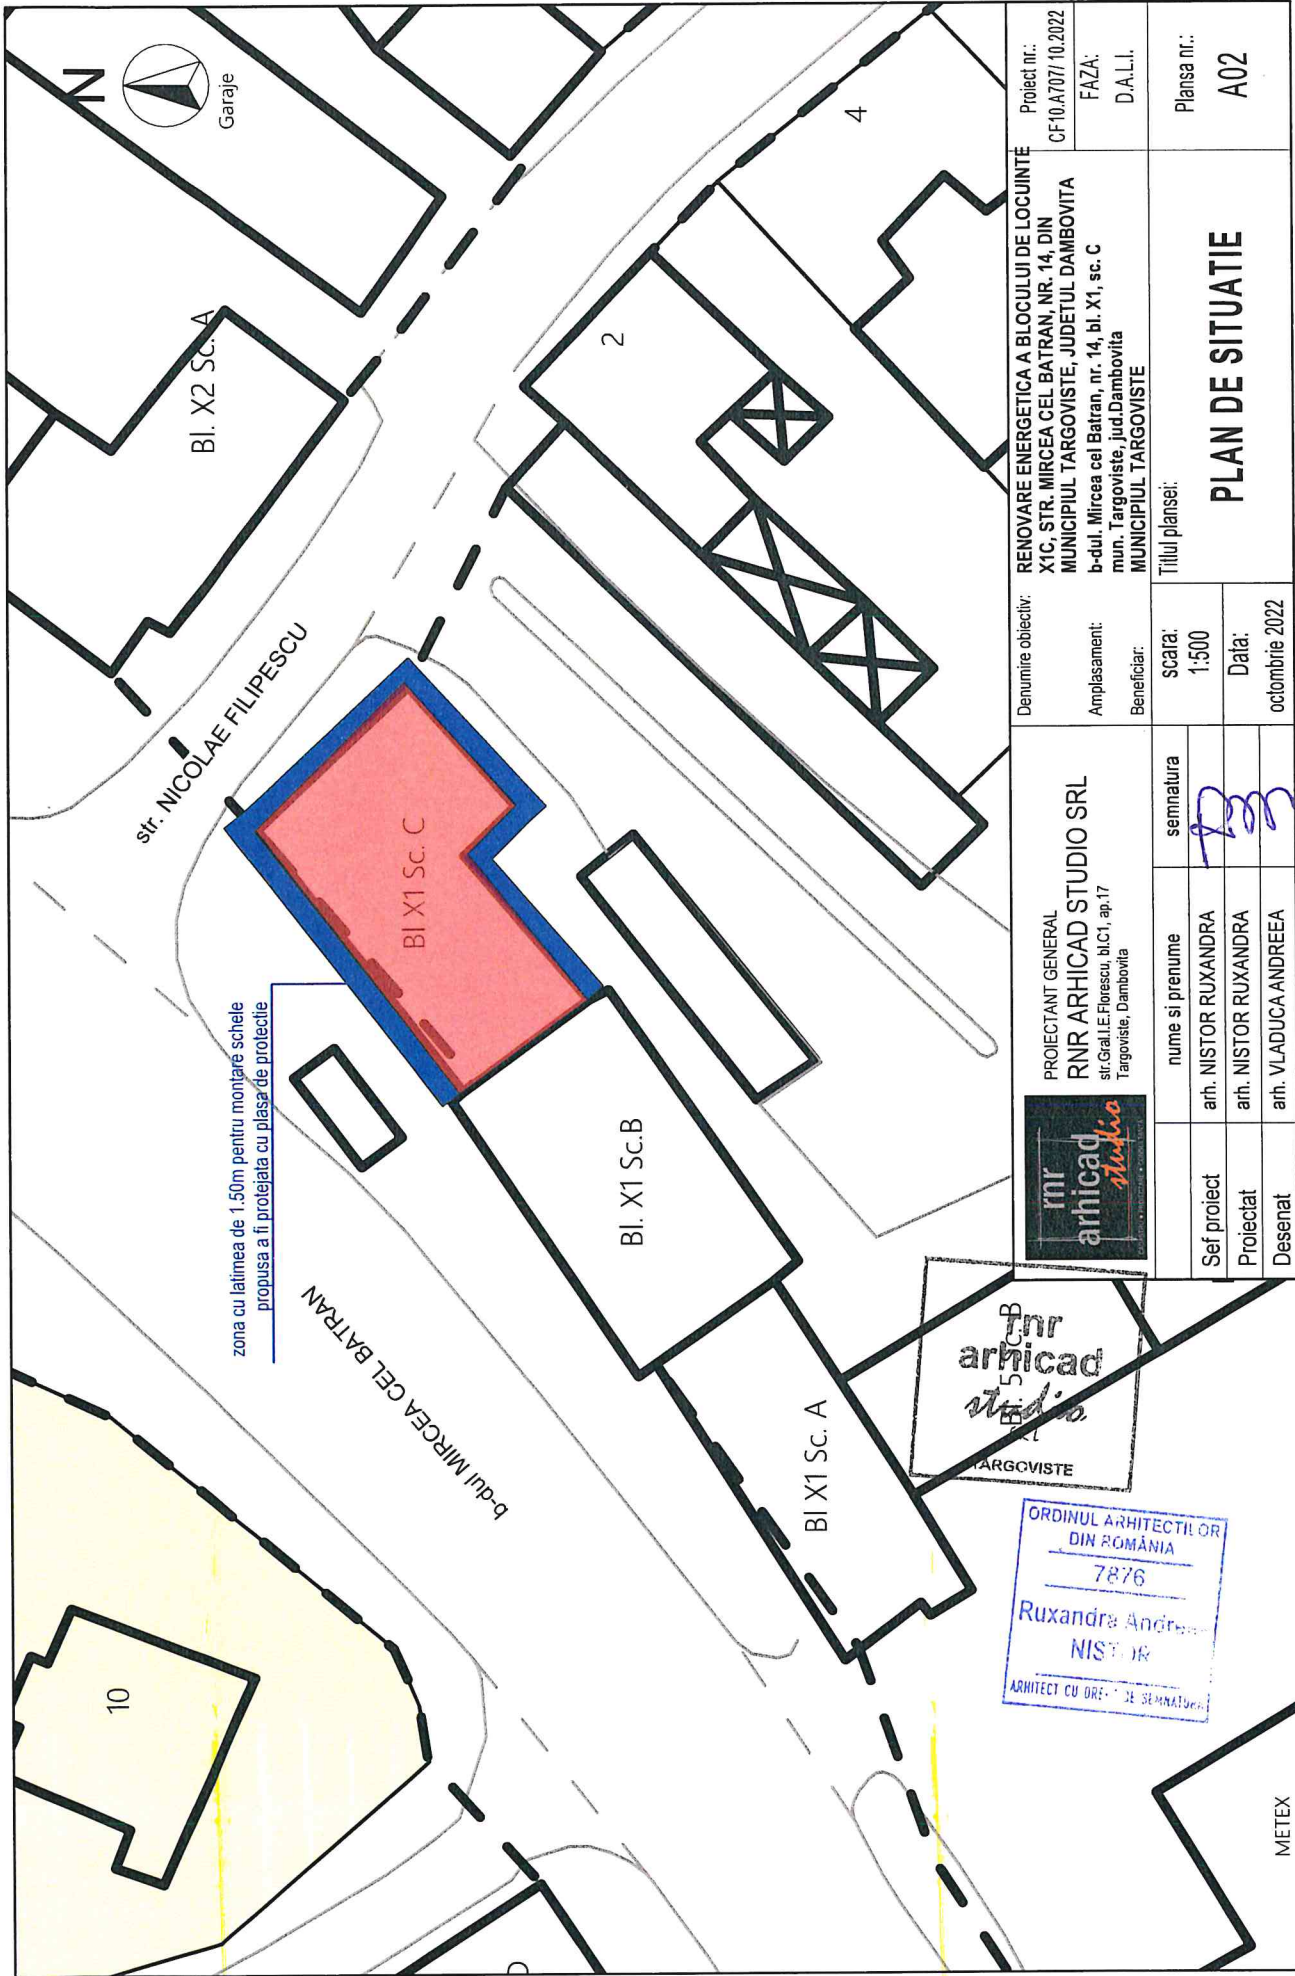 N
Garaje
Bl. X2 Sc. A
str. NICOLAE FILIPESCU
2
4
zona cu latimea de 1.50m pentru montare schele
propusa a fi protejata cu plasa de protectie
Bl X1 Sc. C
b-dul MIRCEA CEL BATRAN
Bl. X1 Sc.B
Bl X1 Sc. A
10
METEX
rnr
arhicad
studio
TARGOVISTE
ORDINUL ARHITECTILOR
DIN ROMÂNIA
7876
Ruxandra
ARHITECT CU
rnr
arhicad
studio
PROIECTANT GENERAL
RNR ARHICAD STUDIO SRL
str.Gral.I.E.Florescu, bl.C1, ap.17
Targoviste, Dambovita
nume si prenume
semnatura
Sef proiect
arh. NISTOR RUXANDRA
Proiectat
arh. NISTOR RUXANDRA
Desenat
arh. VLADUCA ANDREEA
Denumire obiectiv:
RENOVARE ENERGETICA A BLOCULUI DE LOCUINTE
X1C, STR. MIRCEA CEL BATRAN, NR. 14, DIN
MUNICIPIUL TARGOVISTE, JUDETUL DAMBOVITA
Amplasament:
b-dul. Mircea cel Batran, nr. 14, bl. X1, sc. C
mun. Targoviste, jud.Dambovita
Beneficiar:
MUNICIPIUL TARGOVISTE
scara:
1:500
Data:
octombrie 2022
Titlul plansei:
PLAN DE SITUATIE
Proiect nr.:
CF10.A707/ 10.2022
FAZA:
D.A.L.I.
Plansa nr.:
A02